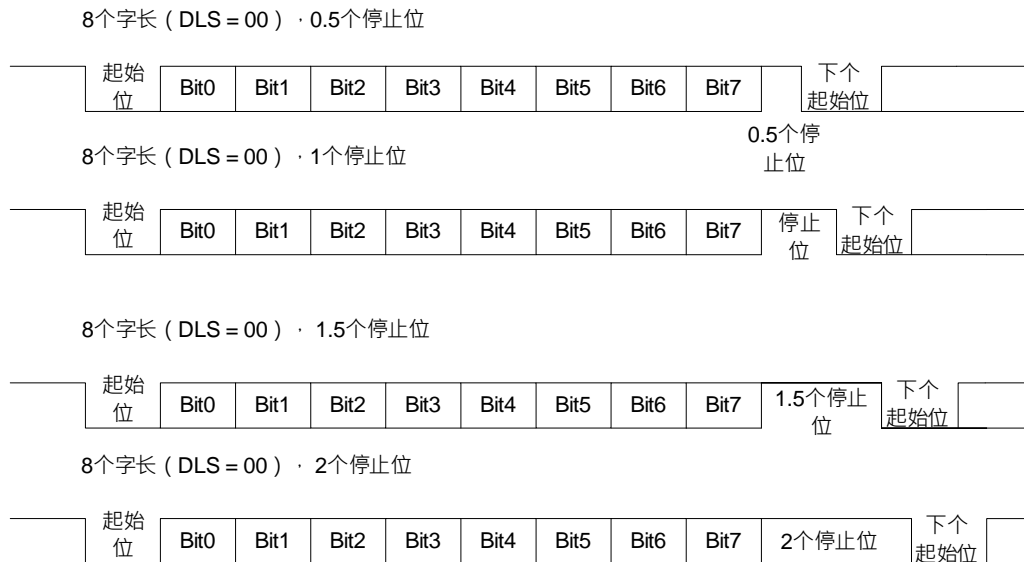 8个字长（DLS = 00），0.5个停止位
起始
位 Bit0 Bit1 Bit2 Bit3 Bit4 Bit5 Bit6 Bit7 下个
起始位
0.5个停
止位
8个字长（DLS = 00），1个停止位
起始
位 Bit0 Bit1 Bit2 Bit3 Bit4 Bit5 Bit6 Bit7 停止
位 下个
起始位
8个字长（DLS = 00），1.5个停止位
起始
位 Bit0 Bit1 Bit2 Bit3 Bit4 Bit5 Bit6 Bit7 1.5个停止
位 下个
起始位
8个字长（DLS = 00），2个停止位
起始
位 Bit0 Bit1 Bit2 Bit3 Bit4 Bit5 Bit6 Bit7 2个停止位 下个
起始位